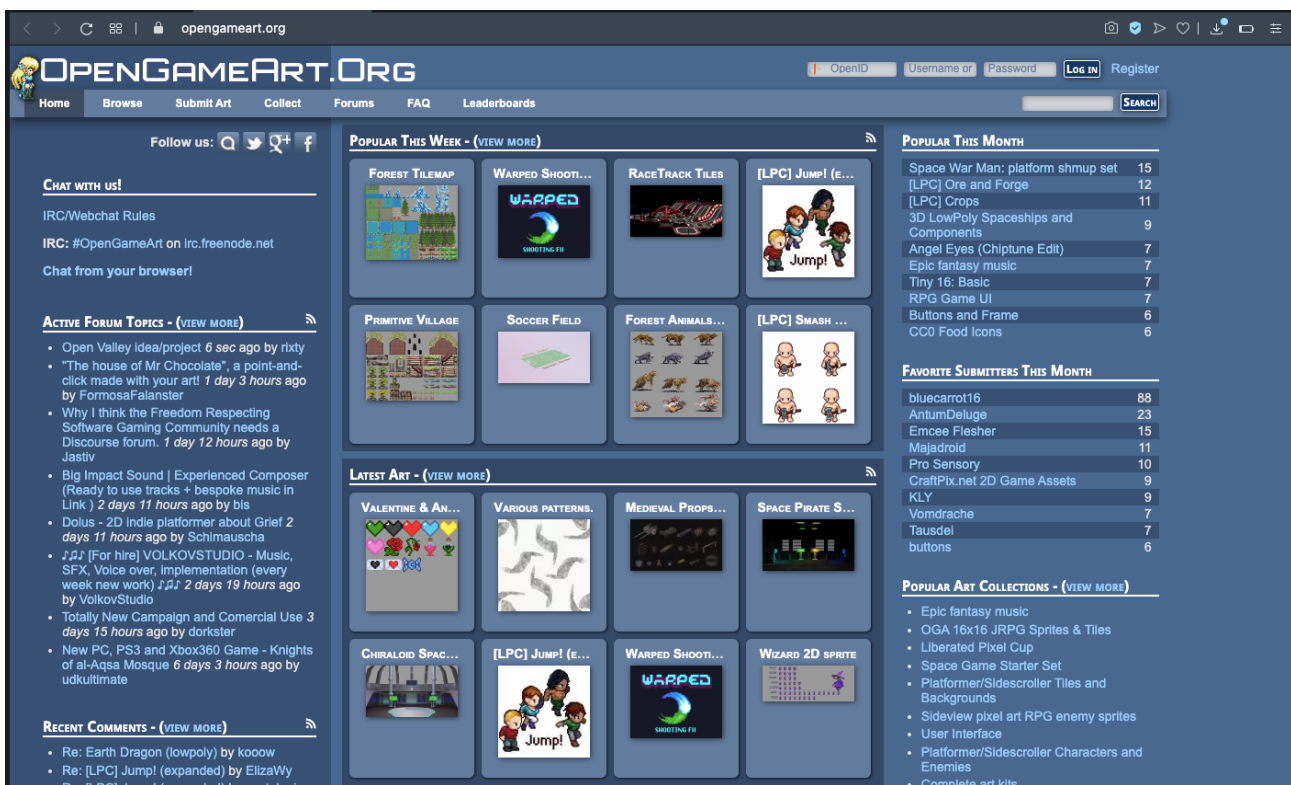 opengameart.org
OpenGameArt.Org
OpenID
Username or
Password
Log in
Register
Home
Browse
Submit Art
Collect
Forums
FAQ
Leaderboards
Search
Follow us:
Chat with us!
IRC/Webchat Rules
IRC: #OpenGameArt on irc.freenode.net
Chat from your browser!
Active Forum Topics - (view more)
Open Valley idea/project 6 sec ago by rixty
"The house of Mr Chocolate", a point-and-
click made with your art! 1 day 3 hours ago
by FormosaFalanster
Why I think the Freedom Respecting
Software Gaming Community needs a
Discourse forum. 1 day 12 hours ago by
Jastiv
Big Impact Sound | Experienced Composer
(Ready to use tracks + bespoke music in
Link ) 2 days 11 hours ago by bis
Dolus - 2D indie platformer about Grief 2
days 11 hours ago by Schimauscha
♪♫♪ [For hire] VOLKOVSTUDIO - Music,
SFX, Voice over, implementation (every
week new work) ♪♫♪ 2 days 19 hours ago
by VolkovStudio
Totally New Campaign and Comercial Use 3
days 15 hours ago by dorkster
New PC, PS3 and Xbox360 Game - Knights
of al-Aqsa Mosque 6 days 3 hours ago by
udkultimate
Recent Comments - (view more)
Re: Earth Dragon (lowpoly) by kooow
Re: [LPC] Jump! (expanded) by ElizaWy
Popular This Week - (view more)
Forest Tilemap
Warped Shooti...
RaceTrack Tiles
[LPC] Jump! (e...
WARPED
SHOOTING FX
Jump!
Primitive Village
Soccer Field
Forest Animals...
[LPC] Smash ...
Latest Art - (view more)
Valentine & An...
Various patterns.
Medieval Props...
Space Pirate S...
Chiraloid Spac...
[LPC] Jump! (e...
Warped Shooti...
Wizard 2D sprite
Jump!
WARPED
SHOOTING FX
Popular This Month
Space War Man: platform shmup set 15
[LPC] Ore and Forge 12
[LPC] Crops 11
3D LowPoly Spaceships and
Components 9
Angel Eyes (Chiptune Edit) 7
Epic fantasy music 7
Tiny 16: Basic 7
RPG Game UI 7
Buttons and Frame 6
CC0 Food Icons 6
Favorite Submitters This Month
bluecarrot16 88
AntumDeluge 23
Emcee Flesher 15
Majadroid 11
Pro Sensory 10
CraftPix.net 2D Game Assets 9
KLY 9
Vomdrache 7
Tausdei 7
buttons 6
Popular Art Collections - (view more)
Epic fantasy music
OGA 16x16 JRPG Sprites & Tiles
Liberated Pixel Cup
Space Game Starter Set
Platformer/Sidescroller Tiles and
Backgrounds
Sideview pixel art RPG enemy sprites
User Interface
Platformer/Sidescroller Characters and
Enemies
Complete art kits